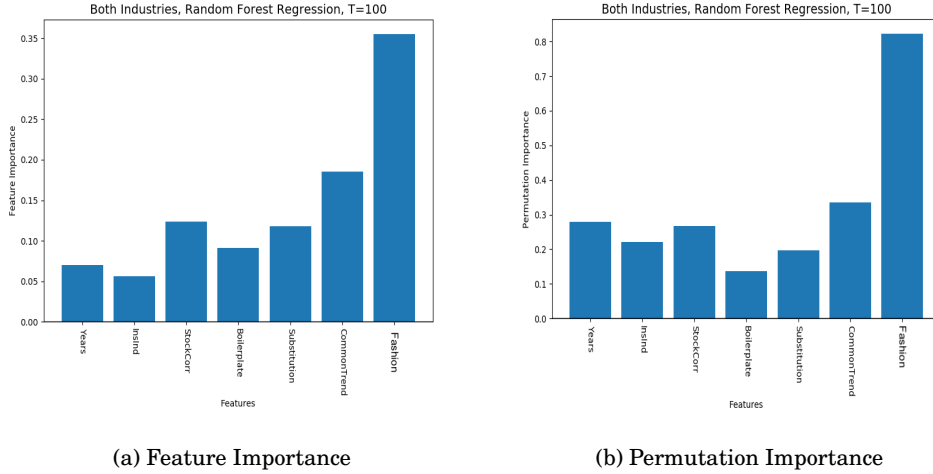 Both Industries, Random Forest Regression, T=100
Feature Importance
0.35
0.30
0.25
0.20
0.15
0.10
0.05
0.00
Years
InsInd
StockCorr
Boilerplate
Substitution
CommonTrend
Fashion
Features
(a) Feature Importance
Both Industries, Random Forest Regression, T=100
Permutation Importance
0.8
0.7
0.6
0.5
0.4
0.3
0.2
0.1
0.0
Years
InsInd
StockCorr
Boilerplate
Substitution
CommonTrend
Fashion
Features
(b) Permutation Importance